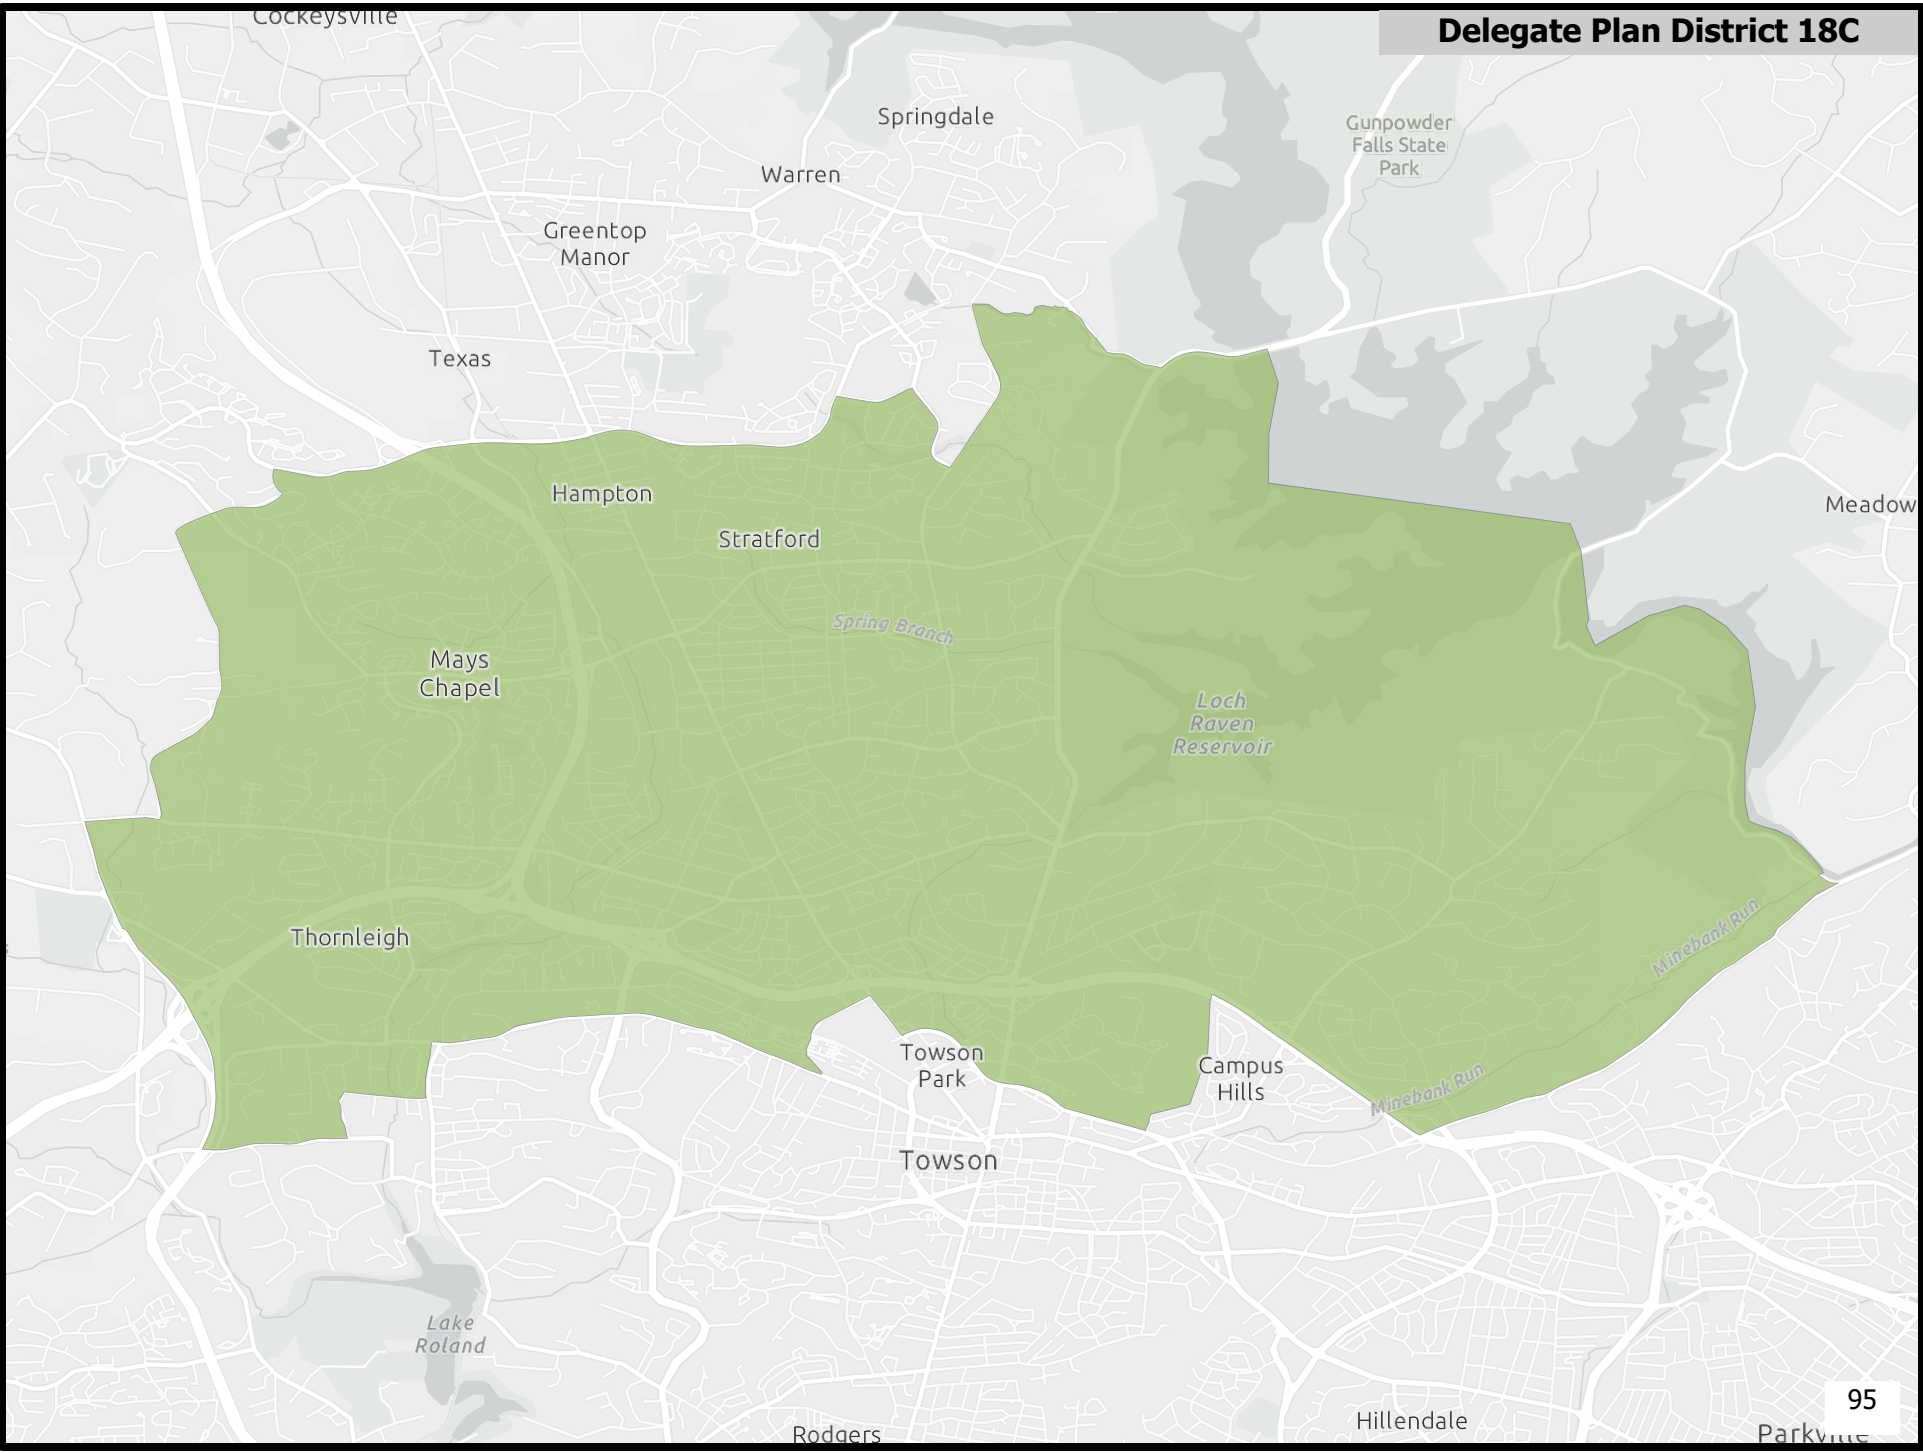 Cockeysville
Delegate Plan District 18C
Springdale
Gunpowder
Falls State
Park
Warren
Greentop
Manor
Texas
Hampton
Meadow
Stratford
Spring Branch
Mays
Chapel
Loch
Raven
Reservoir
Thornleigh
Minebank Run
Towson
Park
Campus
Hills
Minebank Run
Towson
Lake
Roland
95
Hillendale
Rodgers
Parkville